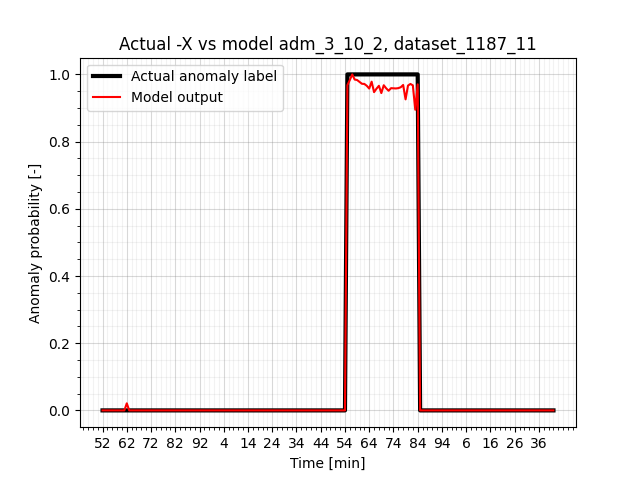 Actual -X vs model adm_3_10_2, dataset_1187_11
Actual anomaly label
Model output
1.0
0.8
0.6
0.4
0.2
0.0
Anomaly probability [-]
52 62 72 82 92 4 14 24 34 44 54 64 74 84 94 6 16 26 36
Time [min]